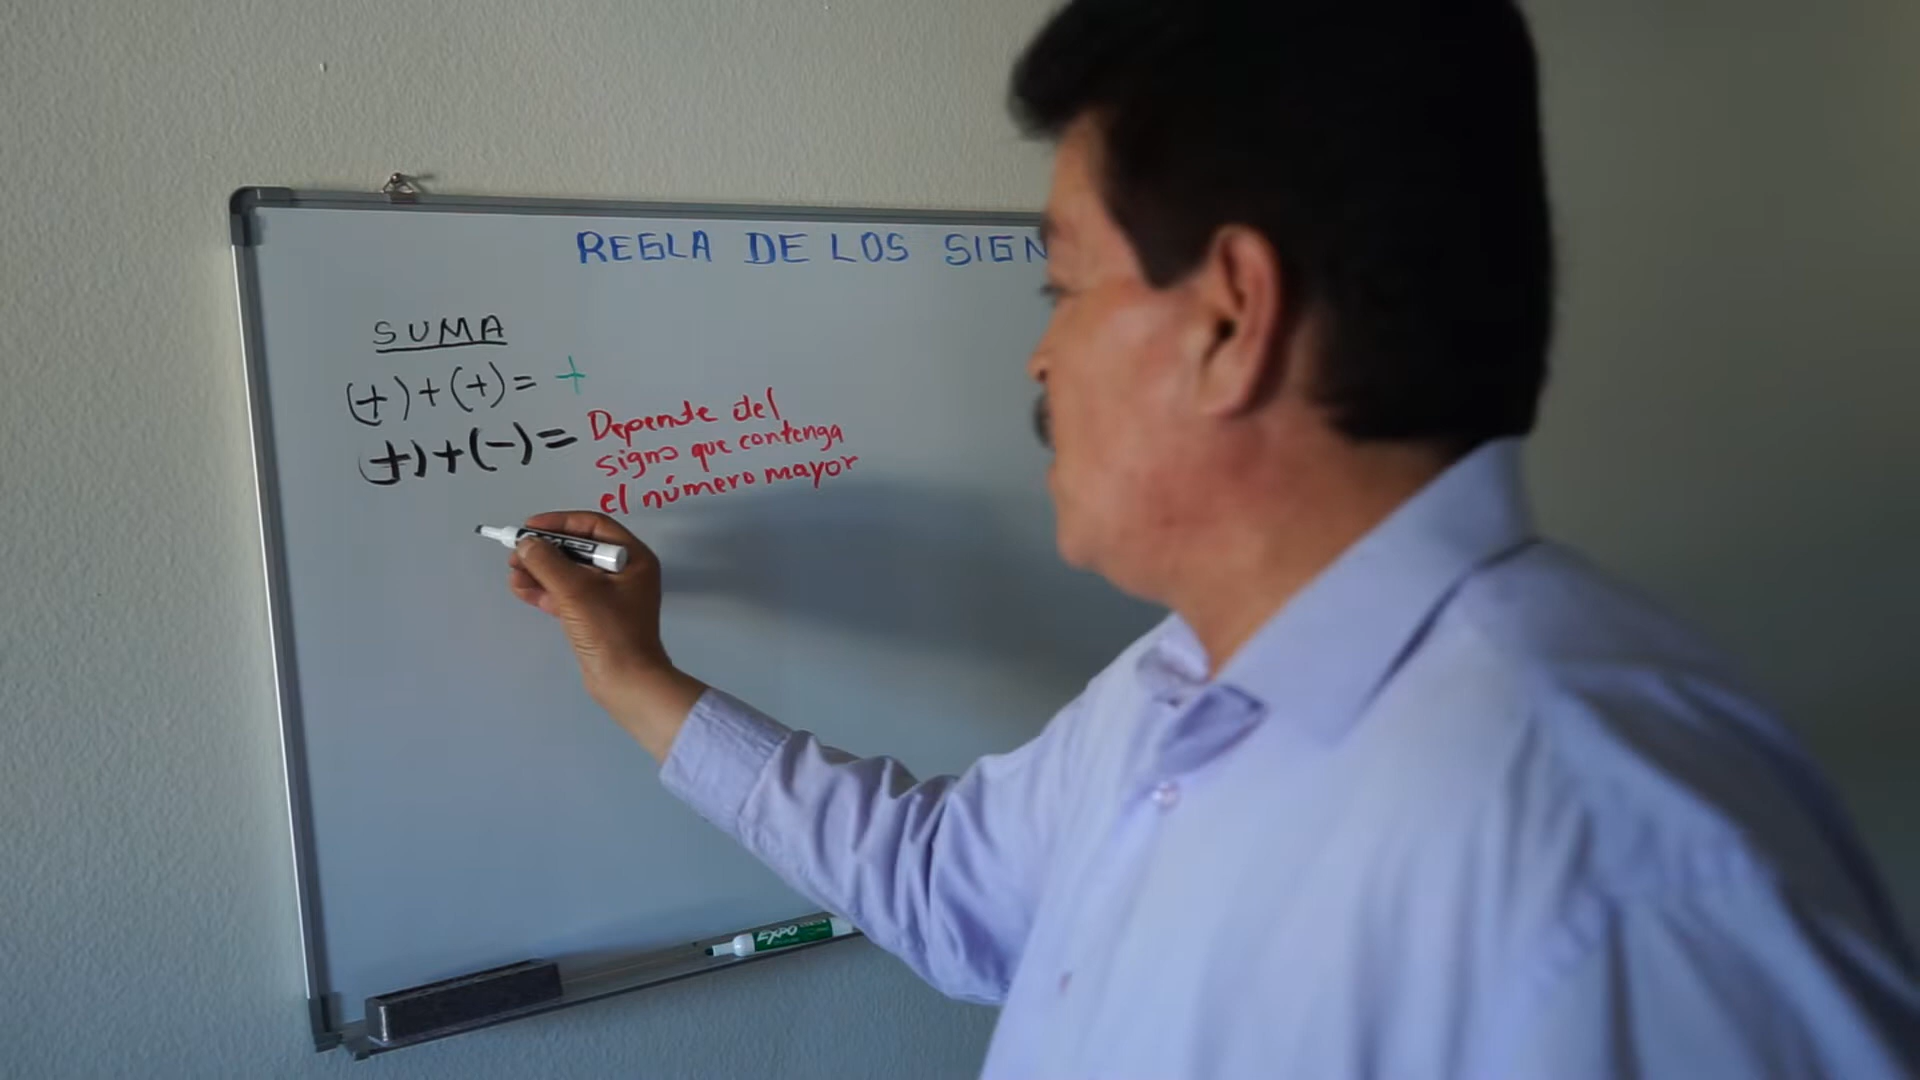 REGLA DE LOS SIGN
SUMA
(+)+(+)= +
(+)+(-)= Depende del
signo que contenga
el número mayor
EXPO